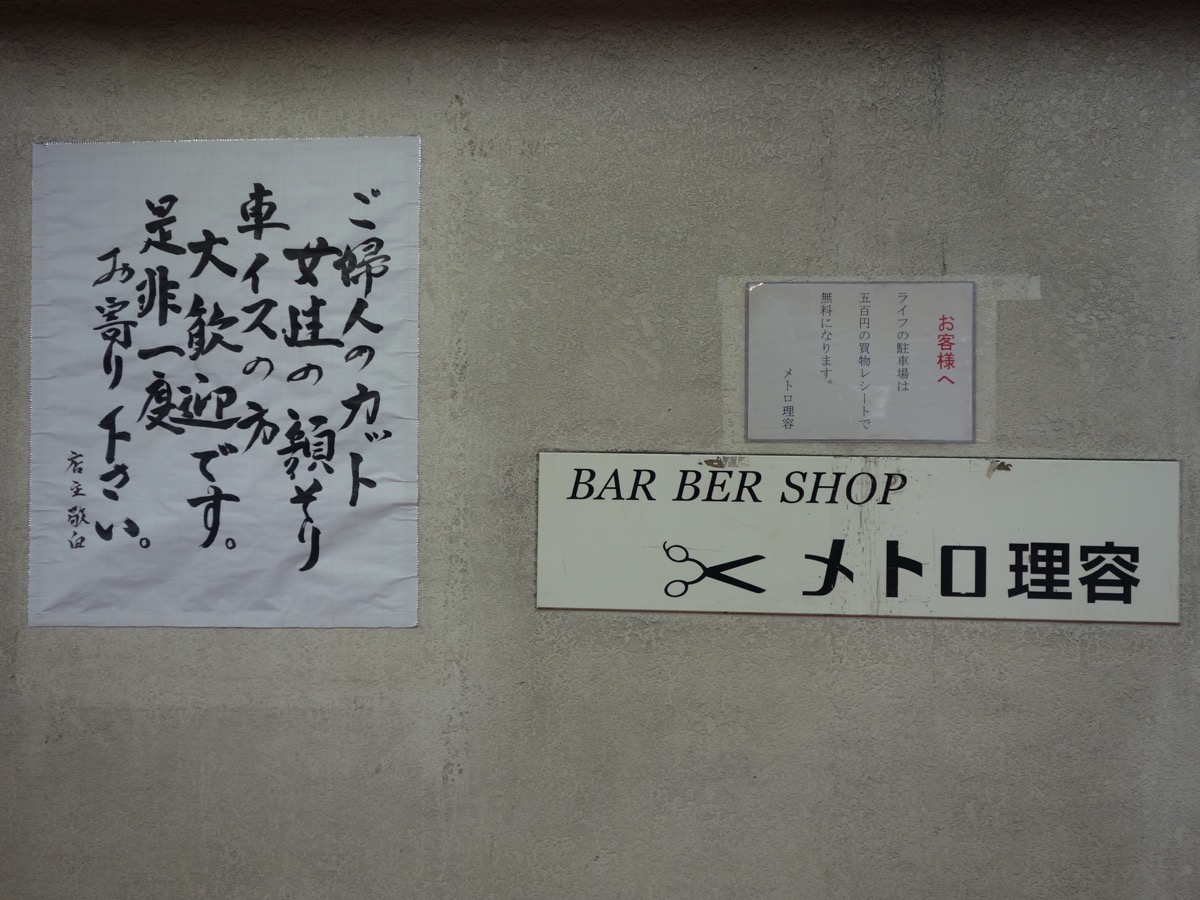 ご婦人のカット
女性の顔そり
車イスの方
大歓迎です。
是非一度
お寄り下さい。
店主敬白
お客様へ
ライフの駐車場は
五百円の買物レシートで
無料になります。
メトロ理容
BAR BER SHOP
メトロ理容